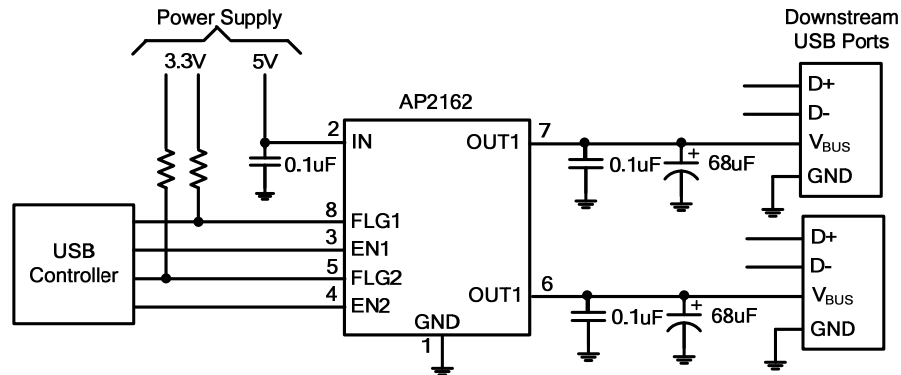 Power Supply
3.3V
5V
Downstream
USB Ports
AP2162
D+
D-
VBUS
GND
2
IN
OUT1
7
0.1uF
0.1uF
+
68uF
USB
Controller
8
FLG1
3
EN1
5
FLG2
4
EN2
OUT1
6
GND
1
0.1uF
+
68uF
D+
D-
VBUS
GND